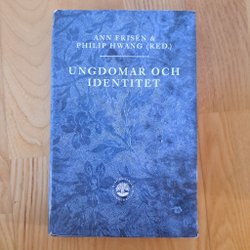 ANN FRISÉN &
PHILIP HWANG (RED.)
UNGDOMAR OCH
IDENTITET